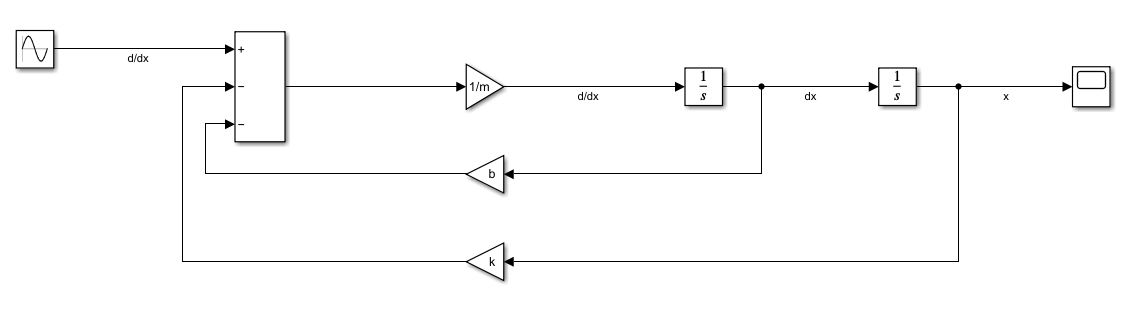 d/dx
+
−
−
1/m
d/dx
1
s
dx
1
s
x
b
k